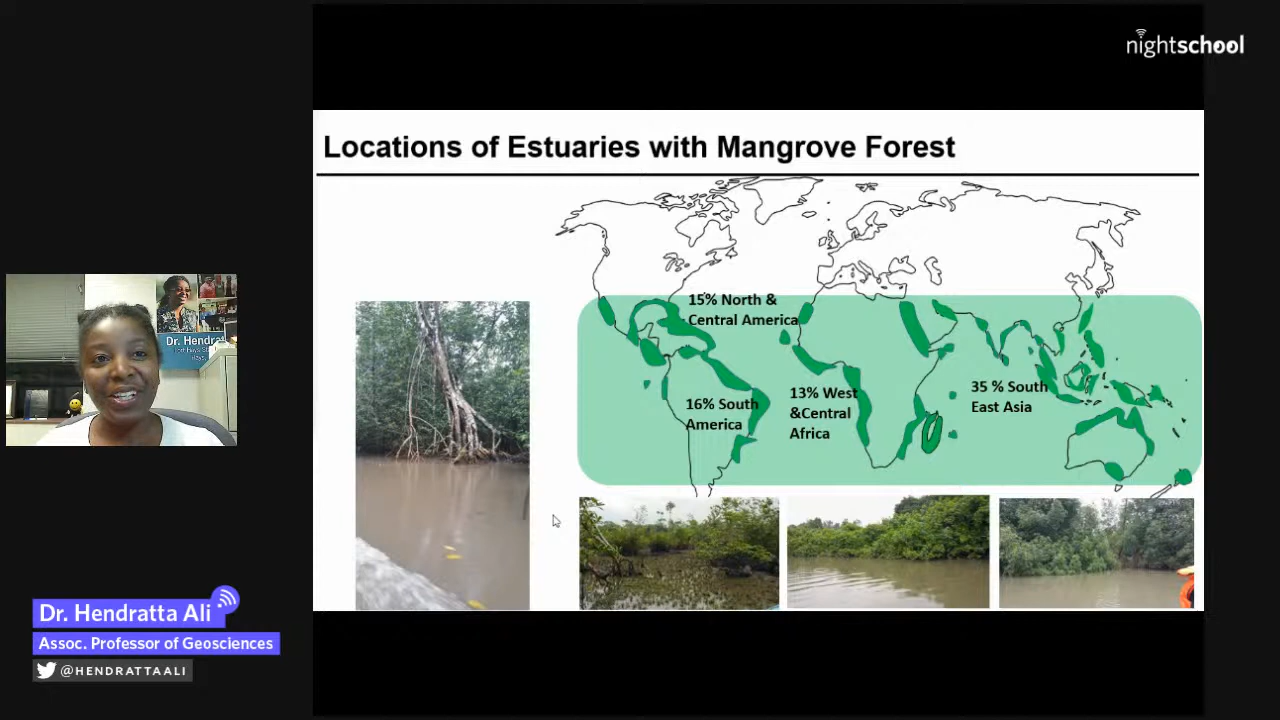 nightschool
Locations of Estuaries with Mangrove Forest
15% North &
Central America
16% South
America
13% West
&Central
Africa
35 % South
East Asia
Dr. Hendratta Ali
Assoc. Professor of Geosciences
@HENDRATTAALI